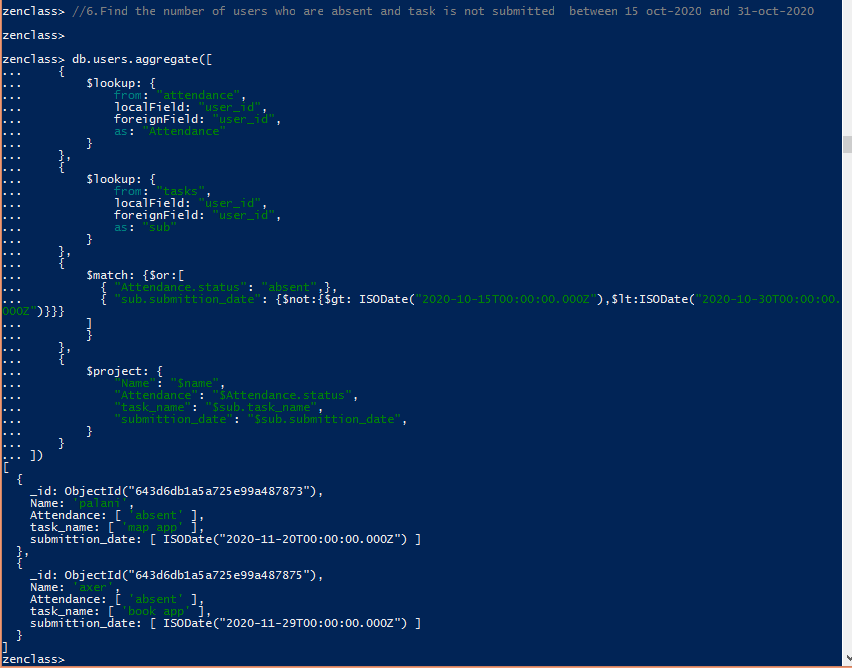 zenclass> //6.Find the number of users who are absent and task is not submitted  between 15 oct-2020 and 31-oct-2020
zenclass>
zenclass> db.users.aggregate([
...     {
...         $lookup: {
...             from: "attendance",
...             localField: "user_id",
...             foreignField: "user_id",
...             as: "Attendance"
...         }
...     },
...     {
...         $lookup: {
...             from: "tasks",
...             localField: "user_id",
...             foreignField: "user_id",
...             as: "sub"
...         }
...     },
...     {
...         $match: {$or:[
...           { "Attendance.status": "absent",},
...           { "sub.submittion_date": {$not:{$gt: ISODate("2020-10-15T00:00:00.000Z"),$lt:ISODate("2020-10-30T00:00:00.
000Z")}}}
...         ]
...         }
...     },
...     {
...         $project: {
...             "Name": "$name",
...             "Attendance": "$Attendance.status",
...             "task_name": "$sub.task_name",
...             "submittion_date": "$sub.submittion_date",
...         }
...     }
... ])
[
  {
    _id: ObjectId("643d6db1a5a725e99a487873"),
    Name: 'palani',
    Attendance: [ 'absent' ],
    task_name: [ 'map app' ],
    submittion_date: [ ISODate("2020-11-20T00:00:00.000Z") ]
  },
  {
    _id: ObjectId("643d6db1a5a725e99a487875"),
    Name: 'axer',
    Attendance: [ 'absent' ],
    task_name: [ 'book app' ],
    submittion_date: [ ISODate("2020-11-29T00:00:00.000Z") ]
  }
]
zenclass>